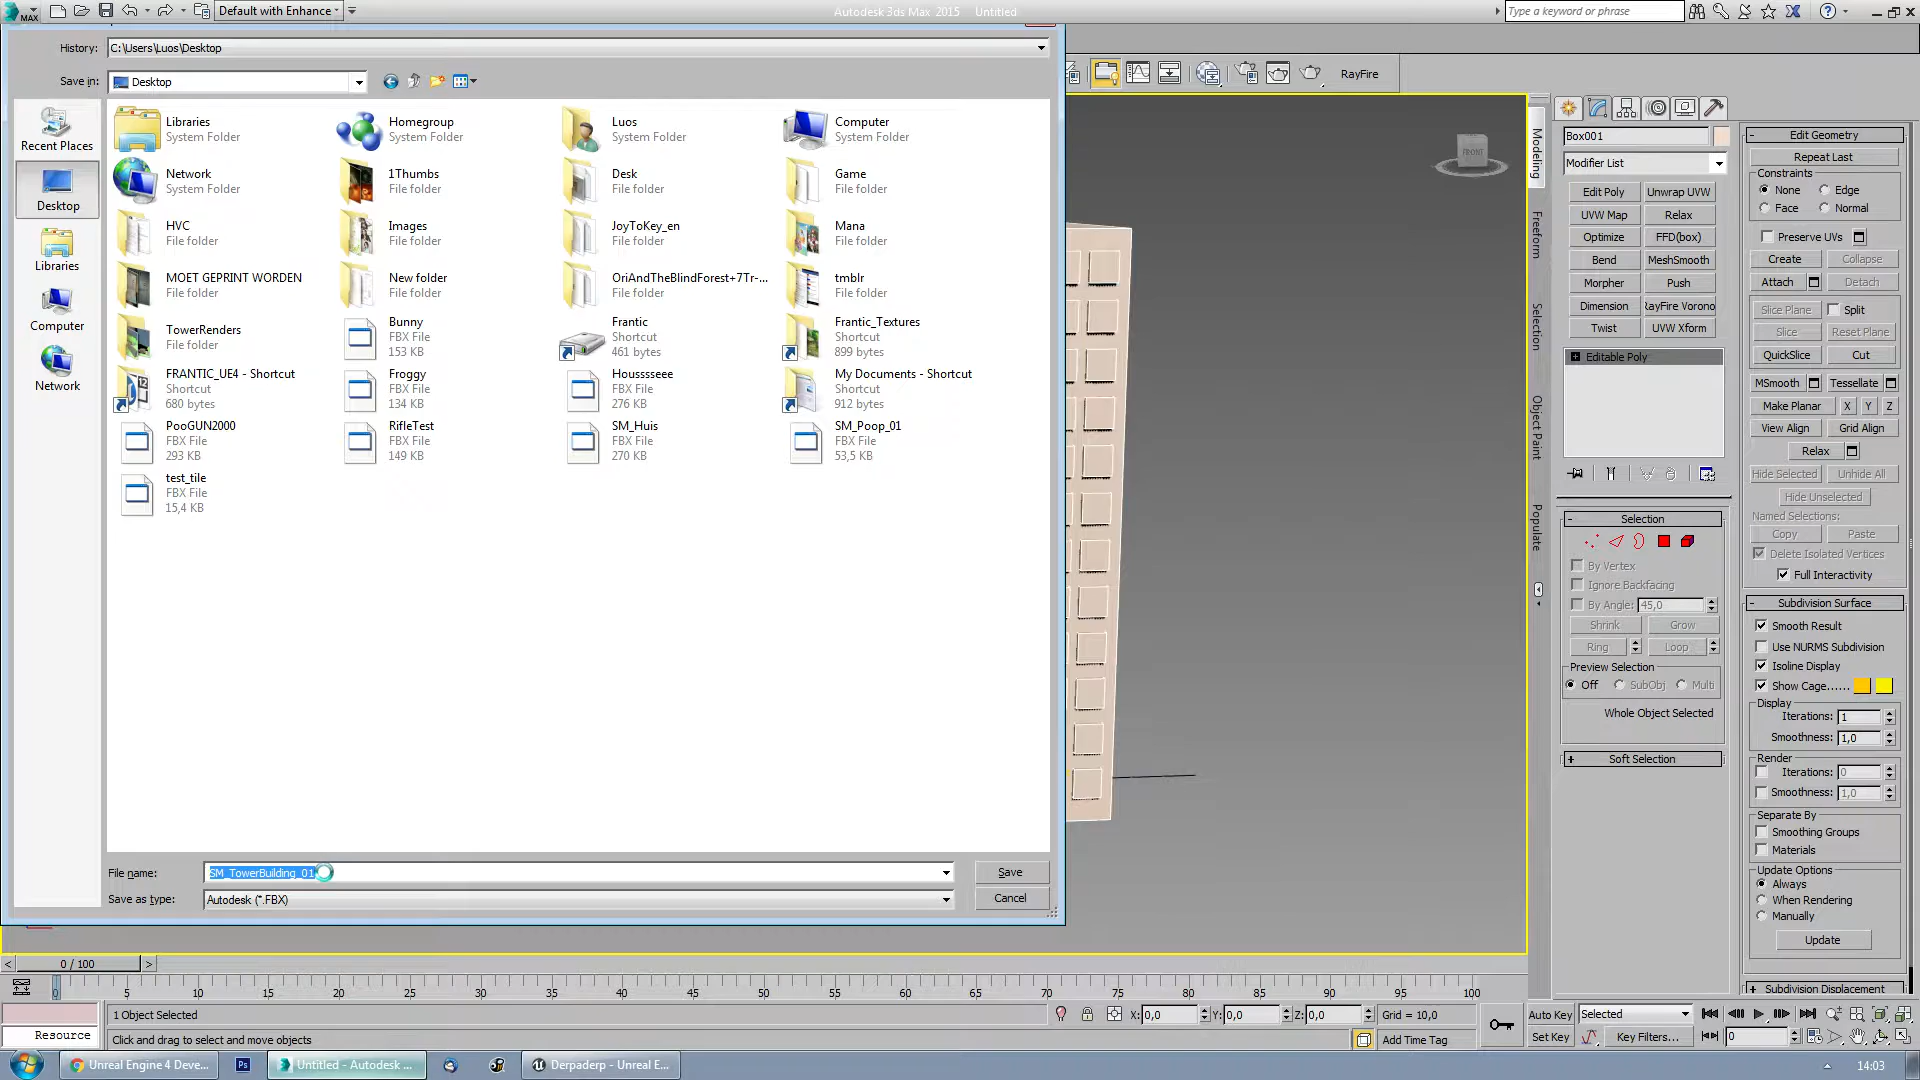 MAX
Default with Enhance
Autodesk 3ds Max 2015 Untitled
Type a keyword or phrase
History: C:\Users\Luos\Desktop
Save in: Desktop
Recent Places
Desktop
Libraries
Computer
Network
Libraries
System Folder
Homegroup
System Folder
Luos
System Folder
Computer
System Folder
Network
System Folder
1Thumbs
File folder
Desk
File folder
Game
File folder
HVC
File folder
Images
File folder
JoyToKey_en
File folder
Mana
File folder
MOET GEPRINT WORDEN
File folder
New folder
File folder
OriAndTheBlindForest+7Tr-...
File folder
tmblr
File folder
TowerRenders
File folder
Bunny
FBX File
153 KB
Frantic
Shortcut
461 bytes
Frantic_Textures
Shortcut
899 bytes
FRANTIC_UE4 - Shortcut
Shortcut
680 bytes
Froggy
FBX File
134 KB
Housssseee
FBX File
276 KB
My Documents - Shortcut
Shortcut
912 bytes
PooGUN2000
FBX File
293 KB
RifleTest
FBX File
149 KB
SM_Huis
FBX File
270 KB
SM_Poop_01
FBX File
53,5 KB
test_tile
FBX File
15,4 KB
File name: SM_TowerBuilding_01
Save
Save as type: Autodesk (*.FBX)
Cancel
RayFire
FRONT
Modeling
Freeform
Selection
Object Paint
Populate
Box001
Modifier List
Edit Poly Unwrap UVW
UVW Map Relax
Optimize FFD(box)
Bend MeshSmooth
Morpher Push
Dimension RayFire Vorono
Twist UVW Xform
Editable Poly
Selection
By Vertex
Ignore Backfacing
By Angle: 45,0
Shrink Grow
Ring Loop
Preview Selection
Off SubObj Multi
Whole Object Selected
Soft Selection
Edit Geometry
Repeat Last
Constraints
None Edge
Face Normal
Preserve UVs
Create Collapse
Attach Detach
Slice Plane Split
Slice Reset Plane
QuickSlice Cut
MSmooth Tessellate
Make Planar X Y Z
View Align Grid Align
Relax
Hide Selected Unhide All
Hide Unselected
Named Selections:
Copy Paste
Delete Isolated Vertices
Full Interactivity
Subdivision Surface
Smooth Result
Use NURMS Subdivision
Isoline Display
Show Cage......
Display
Iterations: 1
Smoothness: 1,0
Render
Iterations: 0
Smoothness: 1,0
Separate By
Smoothing Groups
Materials
Update Options
Always
When Rendering
Manually
Update
Subdivision Displacement
< 0 / 100 >
0 5 10 15 20 25 30 35 40 45 50 55 60 65 70 75 80 85 90 95 100
1 Object Selected X: 0,0 Y: 0,0 Z: 0,0 Grid = 10,0 Auto Key Selected
Resource Click and drag to select and move objects Add Time Tag Set Key Key Filters... 0
Unreal Engine 4 Deve... Ps Untitled - Autodesk ... Derpaderp - Unreal E... 14:03